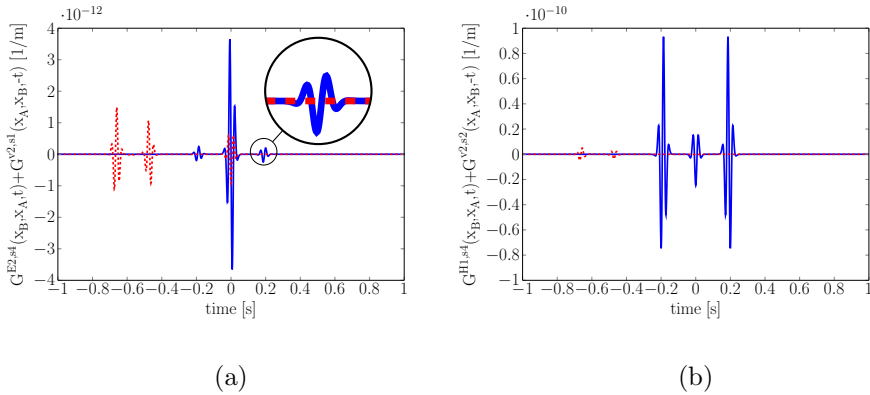 ·10⁻¹²
G^{E2,s4}(x_B,x_A,t)+G^{v2,s1}(x_A,x_B,-t) [1/m]
4
3
2
1
0
−1
−2
−3
−4
−1 −0.8 −0.6 −0.4 −0.2 0 0.2 0.4 0.6 0.8 1
time [s]
(a)
·10⁻¹⁰
G^{H1,s4}(x_B,x_A,t)+G^{v2,s2}(x_A,x_B,-t) [1/m]
1
0.8
0.6
0.4
0.2
0
−0.2
−0.4
−0.6
−0.8
−1
−1 −0.8 −0.6 −0.4 −0.2 0 0.2 0.4 0.6 0.8 1
time [s]
(b)